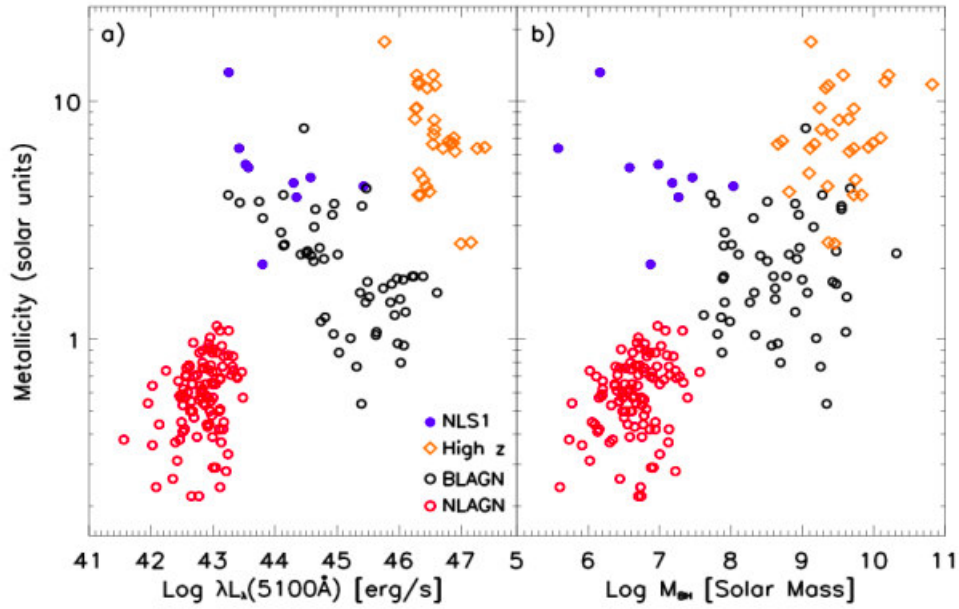 a)
b)
10
1
Metallicity (solar units)
NLS1
High z
BLAGN
NLAGN
41 42 43 44 45 46 47 5 6 7 8 9 10 11
Log λLλ(5100Å) [erg/s]
Log MBH [Solar Mass]